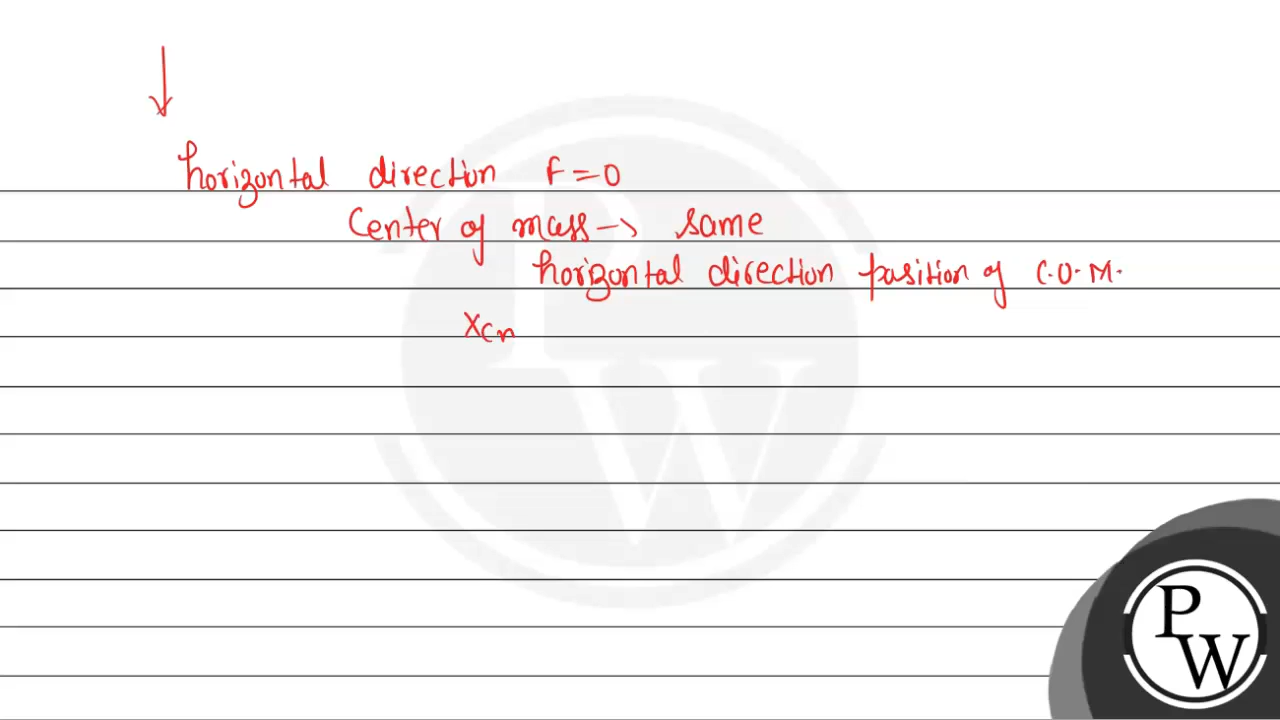 horizontal direction F=0
Center of mass → same
horizontal direction position of C.O.M.
xcm
P
W
P
W